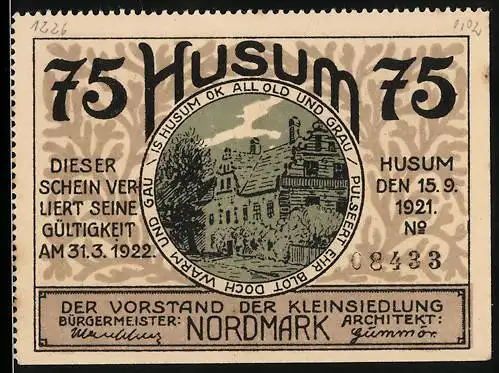 1226
75 HUSUM 75
IS HUSUM OK ALL OLD UND GRAU / PULSEERT EHR BLOT DOCH WARM UND GAU
DIESER
SCHEIN VER-
LIERT SEINE
GÜLTIGKEIT
AM 31.3.1922.
HUSUM
DEN 15.9.
1921.
No
08433
DER VORSTAND DER KLEINSIEDLUNG
BÜRGERMEISTER: NORDMARK ARCHITEKT: